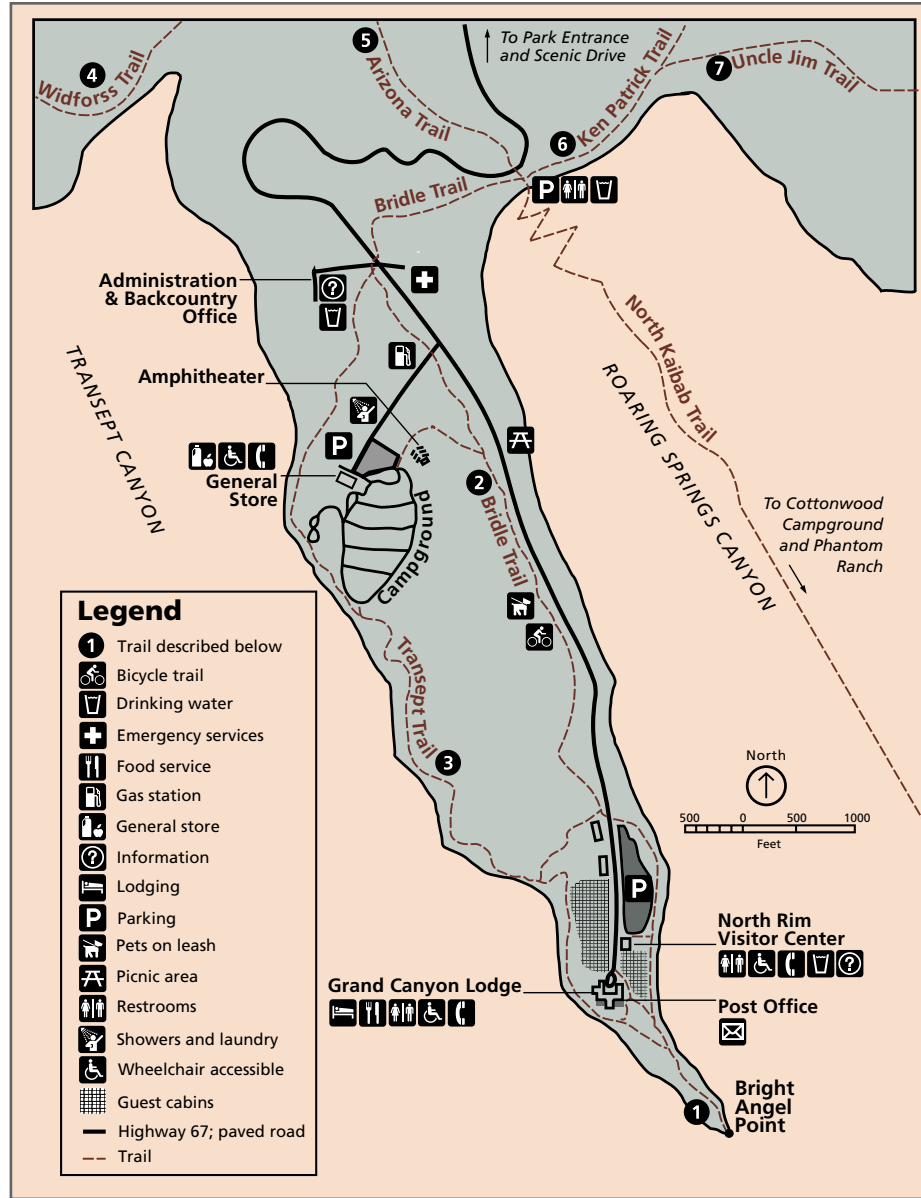 5
To Park Entrance
and Scenic Drive
4
Widforss Trail
Arizona Trail
Ken Patrick Trail
7
Uncle Jim Trail
6
Bridle Trail
P
Administration
& Backcountry
Office
?
North Kaibab Trail
TRANSEPT CANYON
ROARING SPRINGS CANYON
Amphitheater
P
General
Store
2
Bridle Trail
Campground
To Cottonwood
Campground
and Phantom
Ranch
Transept Trail
3
North
500
0
500
1000
Feet
P
North Rim
Visitor Center
?
Grand Canyon Lodge
Post Office
Bright
Angel
Point
1
Legend
1 Trail described below
Bicycle trail
Drinking water
Emergency services
Food service
Gas station
General store
? Information
Lodging
P Parking
Pets on leash
Picnic area
Restrooms
Showers and laundry
Wheelchair accessible
Guest cabins
Highway 67; paved road
Trail